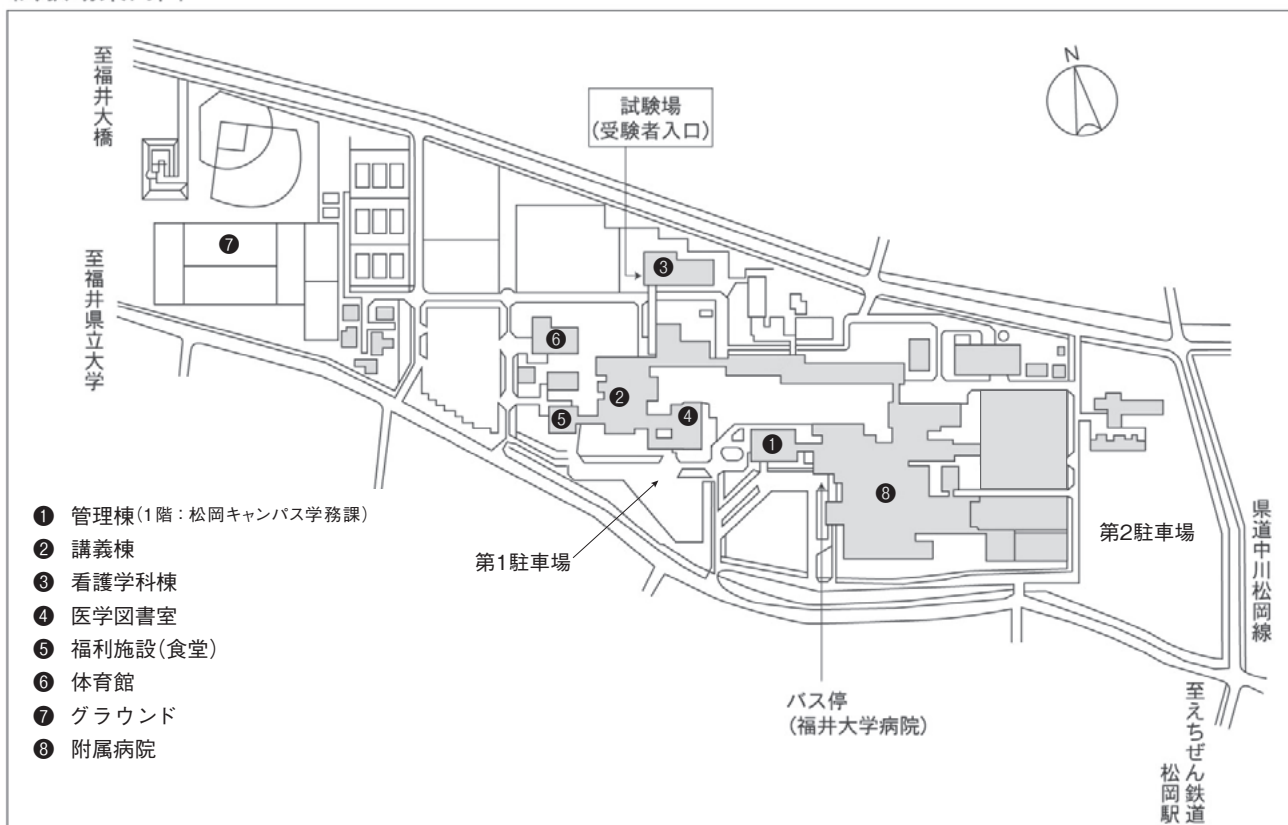 至福井大橋
N
試験場
(受験者入口)
❼
至福井県立大学
❸
❻
❷
❹
❺
❶
❽
❶ 管理棟(1階：松岡キャンパス学務課)
❷ 講義棟
❸ 看護学科棟
❹ 医学図書室
❺ 福利施設(食堂)
❻ 体育館
❼ グラウンド
❽ 附属病院
第1駐車場
第2駐車場
県道中川松岡線
バス停
(福井大学病院)
至えちぜん鉄道
松岡駅